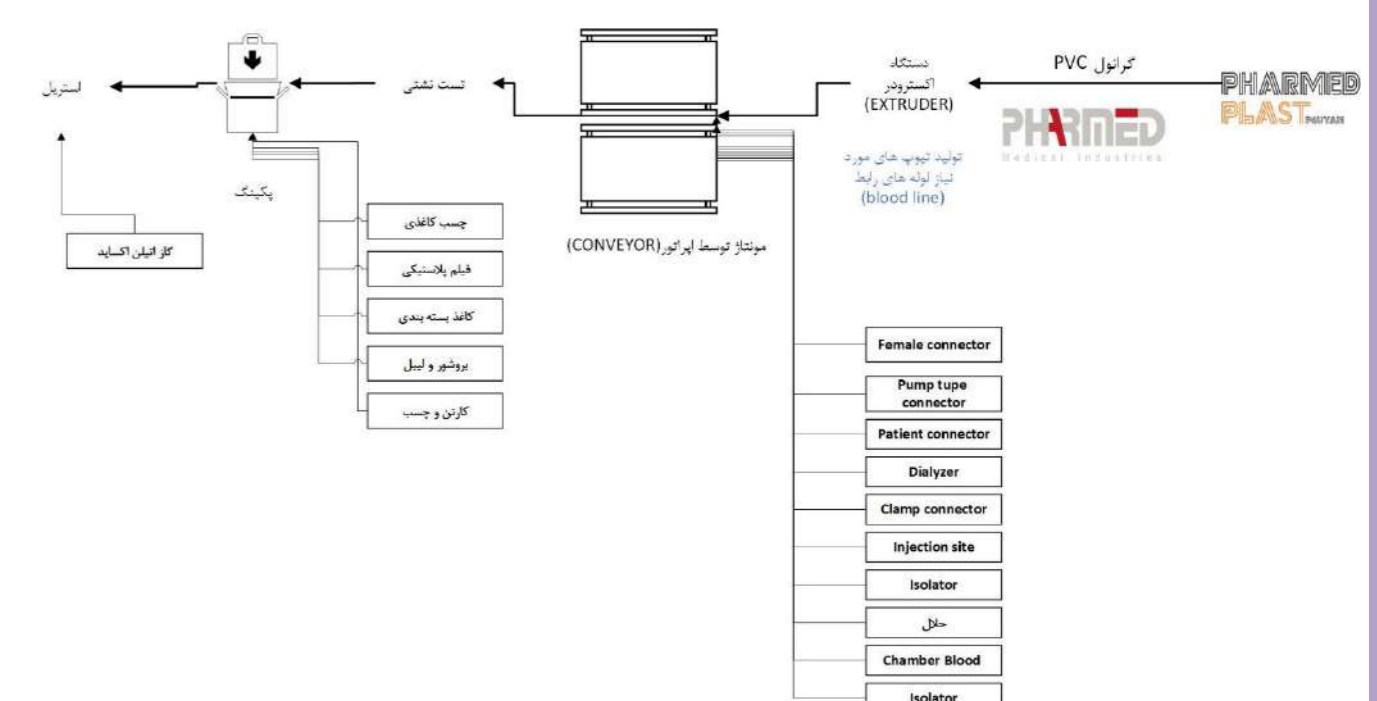 گرانول PVC
PHARMED
PLAST POUYAN
PHARMED
Medical Industries
دستگاه
اکسترودر
(EXTRUDER)
تولید تیوپ های مورد
نیاز لوله های رابط
(blood line)
مونتاژ توسط اپراتور(CONVEYOR)
تست نشتی
پکینگ
استریل
گاز اتیلن اکساید
چسب کاغذی
فیلم پلاستیکی
کاغذ بسته بندی
بروشور و لیبل
کارتن و چسب
Female connector
Pump tupe
connector
Patient connector
Dialyzer
Clamp connector
Injection site
Isolator
حلال
Chamber Blood
Isolator